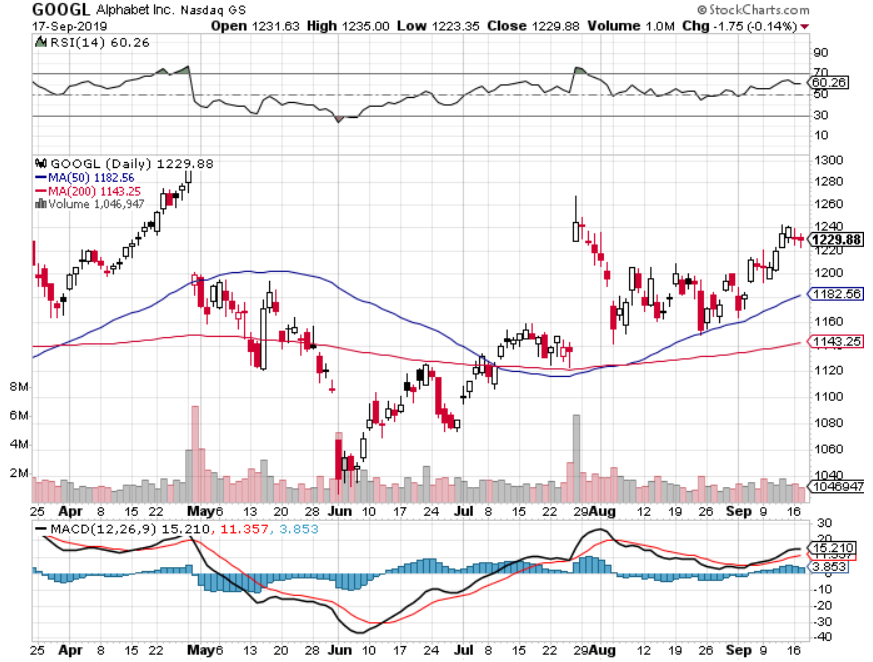 GOOGL Alphabet Inc. Nasdaq GS © StockCharts.com
17-Sep-2019 Open 1231.63 High 1235.00 Low 1223.35 Close 1229.88 Volume 1.0M Chg -1.75 (-0.14%)
RSI(14) 60.26
90
70
60.26
50
30
10
GOOGL (Daily) 1229.88
MA(50) 1182.56
MA(200) 1143.25
Volume 1,046,947
1300
1280
1260
1240
1229.88
1220
1200
1182.56
1160
1143.25
1120
1100
1080
1060
1040
1046947
8M
6M
4M
2M
25 Apr 8 15 22 May 6 13 20 28 Jun 10 17 24 Jul 8 15 22 29 Aug 5 12 19 26 Sep 9 16
MACD(12,26,9) 15.210, 11.357, 3.853
30
20
15.210
11.357
3.853
0
-10
-20
-30
-40
25 Apr 8 15 22 May 6 13 20 28 Jun 10 17 24 Jul 8 15 22 29 Aug 12 19 26 Sep 9 16